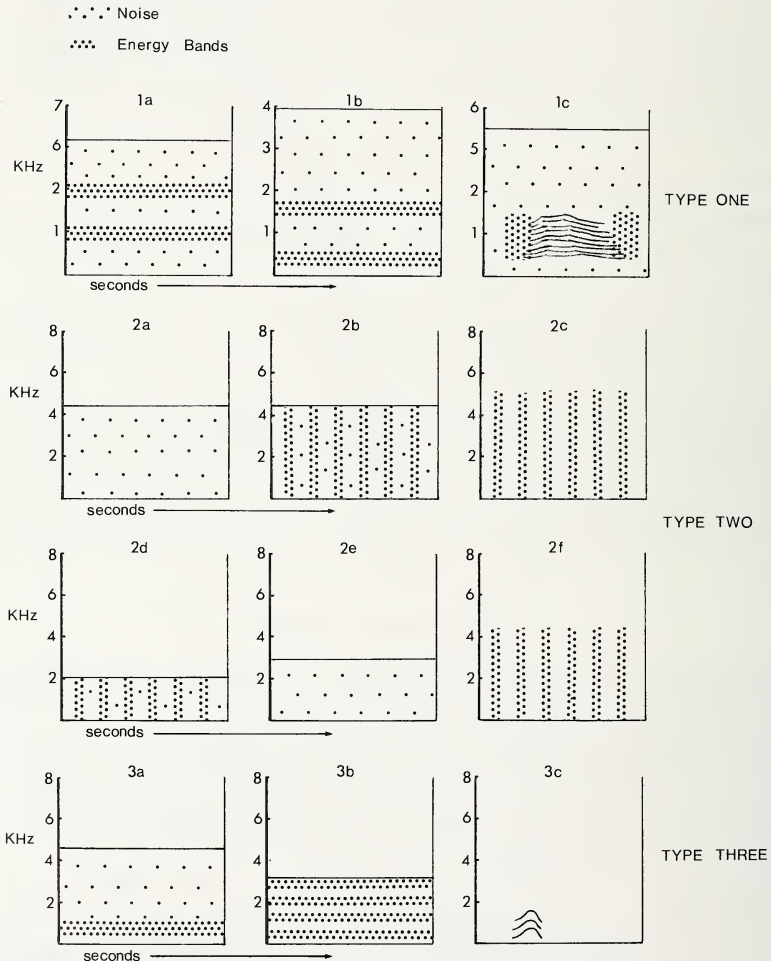 Noise
Energy Bands
1a 1b 1c
7 4 6
6 3 5
KHz
2 2 2
TYPE ONE
1 1 1
seconds
2a 2b 2c
8 8 8
6 6 6
KHz
4 4 4
2 2 2
seconds
TYPE TWO
2d 2e 2f
8 8 8
6 6 6
KHz
4 4 4
2 2 2
seconds
3a 3b 3c
8 8 8
6 6 6
KHz
4 4 4
TYPE THREE
2 2 2
seconds